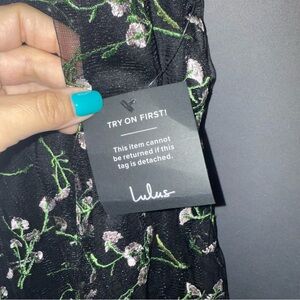 TRY ON FIRST!
This item cannot
be returned if this
tag is detached.
Lulus